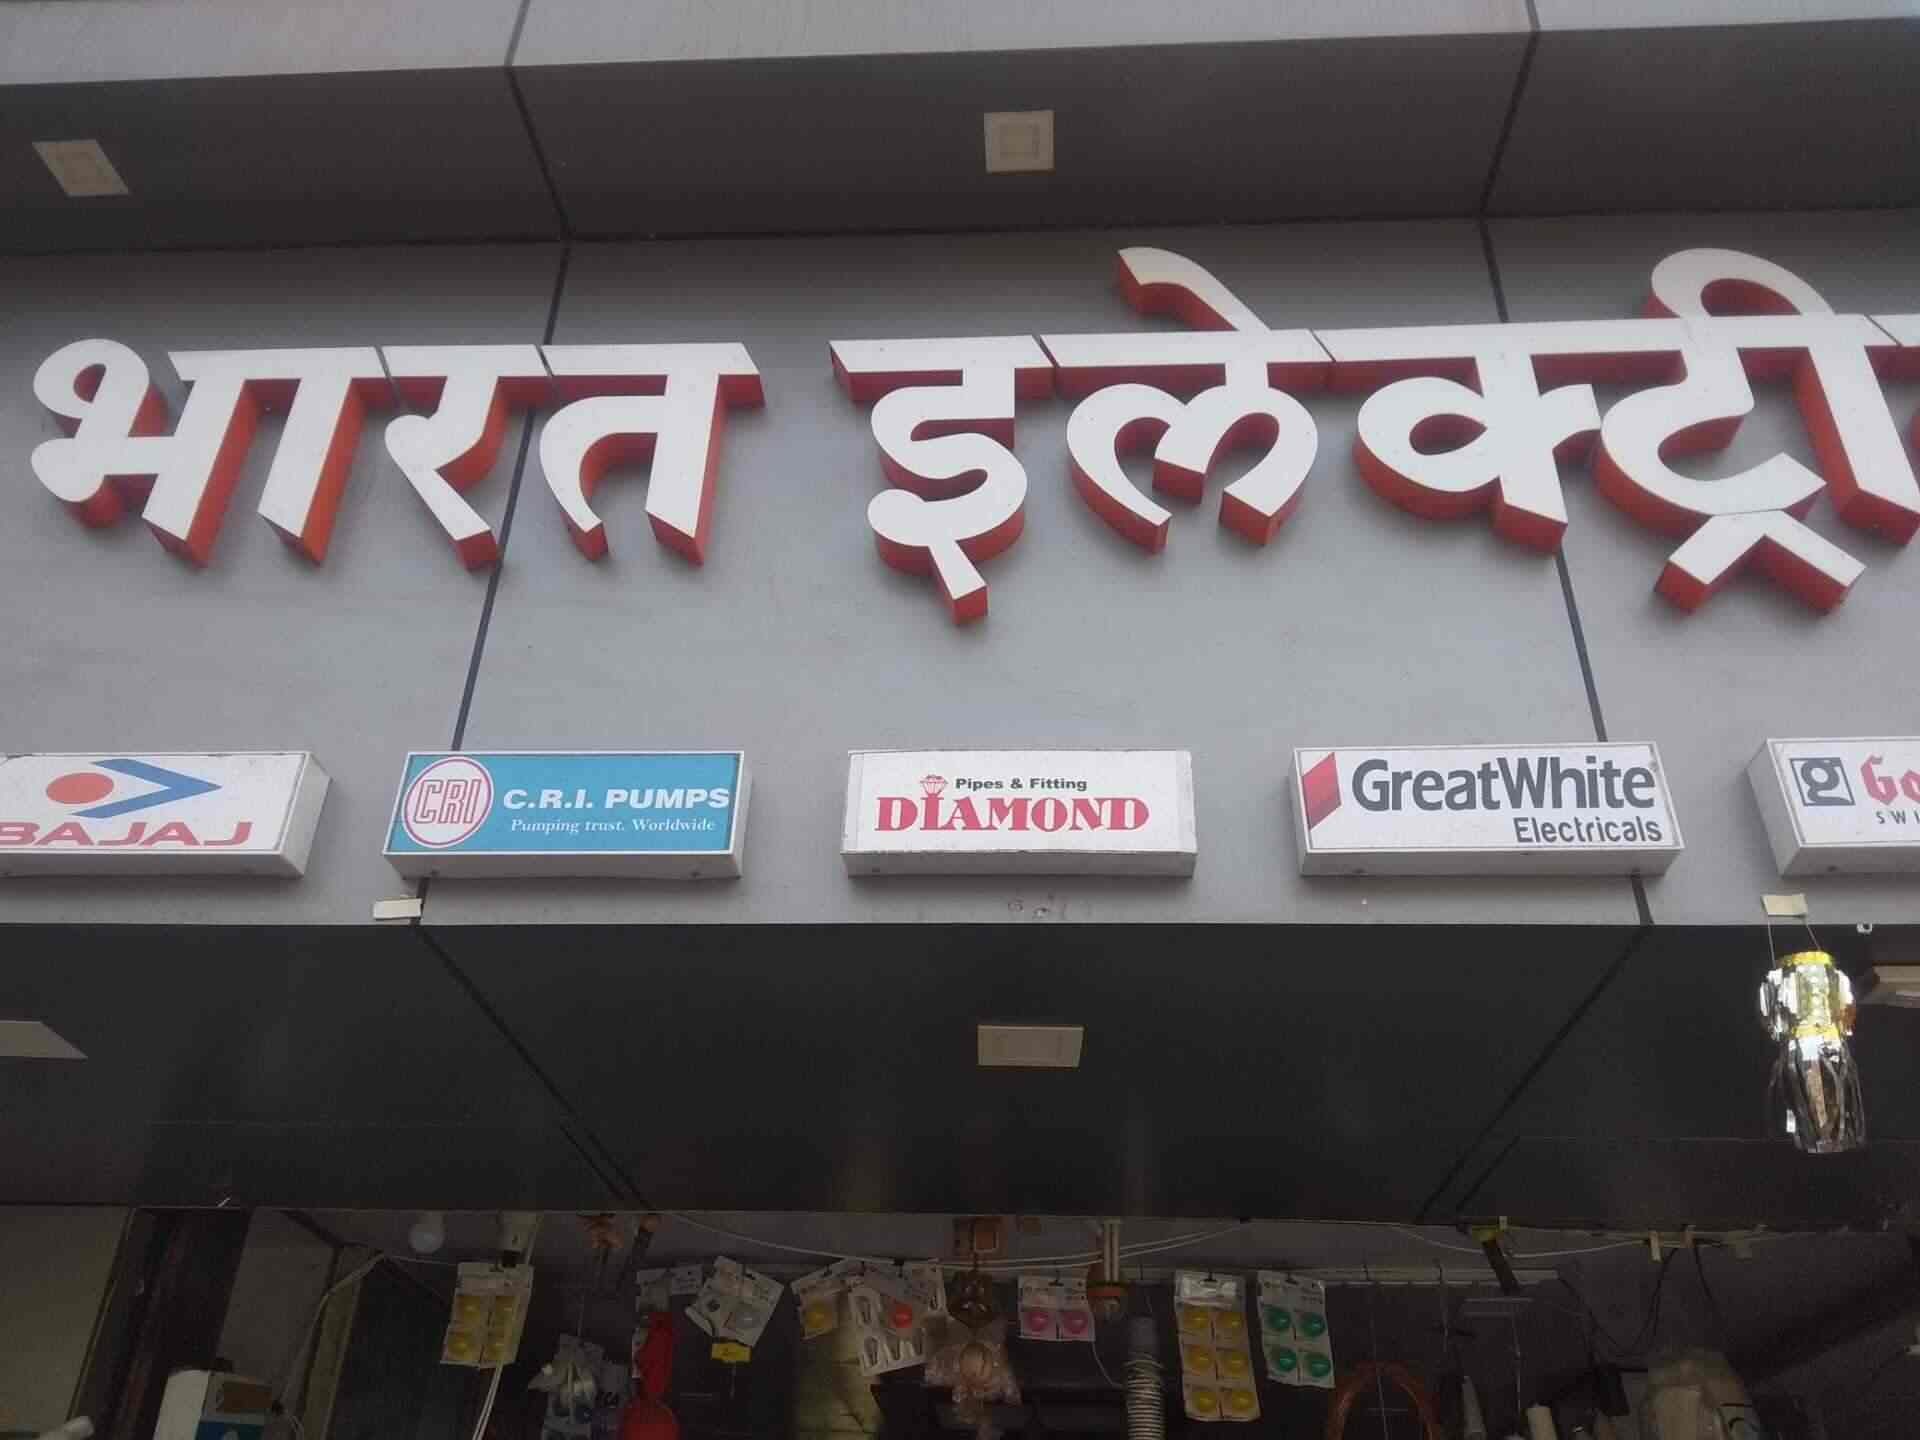 भारत इलेक्ट्री
BAJAJ
CRI C.R.I. PUMPS
Pumping trust. Worldwide
Pipes & Fitting
DIAMOND
GreatWhite
Electricals
g